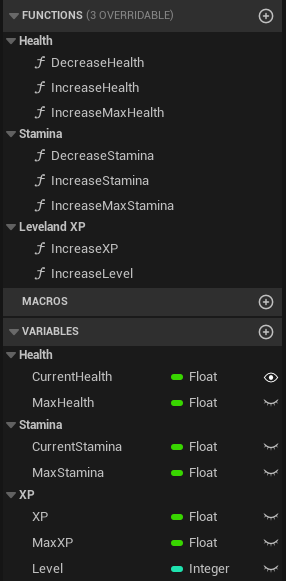 FUNCTIONS (3 OVERRIDABLE)
Health
DecreaseHealth
IncreaseHealth
IncreaseMaxHealth
Stamina
DecreaseStamina
IncreaseStamina
IncreaseMaxStamina
Leveland XP
IncreaseXP
IncreaseLevel
MACROS
VARIABLES
Health
CurrentHealth Float
MaxHealth Float
Stamina
CurrentStamina Float
MaxStamina Float
XP
XP Float
MaxXP Float
Level Integer